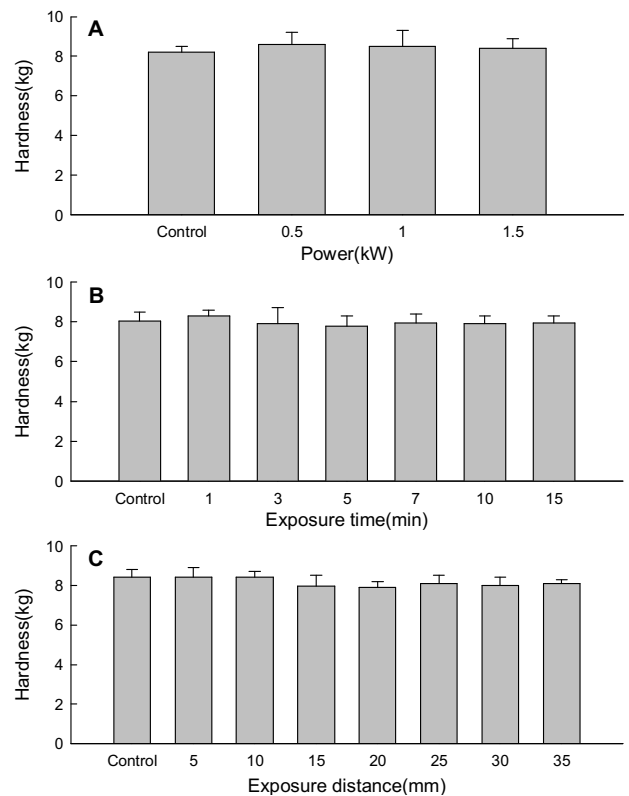 A
Hardness(kg)
10
8
6
4
2
0
Control 0.5 1 1.5
Power(kW)
B
Hardness(kg)
10
8
6
4
2
0
Control 1 3 5 7 10 15
Exposure time(min)
C
Hardness(kg)
10
8
6
4
2
0
Control 5 10 15 20 25 30 35
Exposure distance(mm)